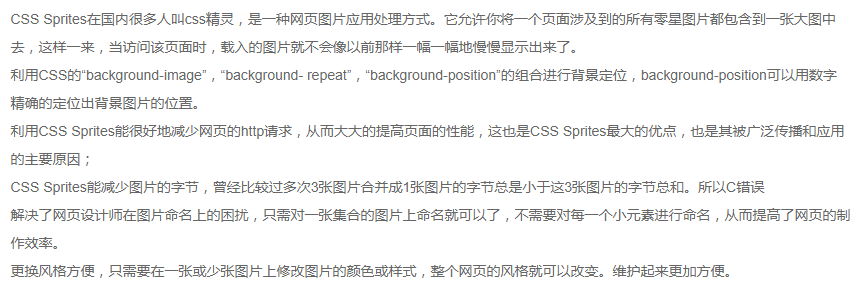 CSS Sprites在国内很多人叫css精灵，是一种网页图片应用处理方式。它允许你将一个页面涉及到的所有零星图片都包含到一张大图中
去，这样一来，当访问该页面时，载入的图片就不会像以前那样一幅一幅地慢慢显示出来了。
利用CSS的“background-image”，“background- repeat”，“background-position”的组合进行背景定位，background-position可以用数字
精确的定位出背景图片的位置。
利用CSS Sprites能很好地减少网页的http请求，从而大大的提高页面的性能，这也是CSS Sprites最大的优点，也是其被广泛传播和应用
的主要原因；
CSS Sprites能减少图片的字节，曾经比较过多次3张图片合并成1张图片的字节总是小于这3张图片的字节总和。所以C错误
解决了网页设计师在图片命名上的困扰，只需对一张集合的图片上命名就可以了，不需要对每一个小元素进行命名，从而提高了网页的制
作效率。
更换风格方便，只需要在一张或少张图片上修改图片的颜色或样式，整个网页的风格就可以改变。维护起来更加方便。